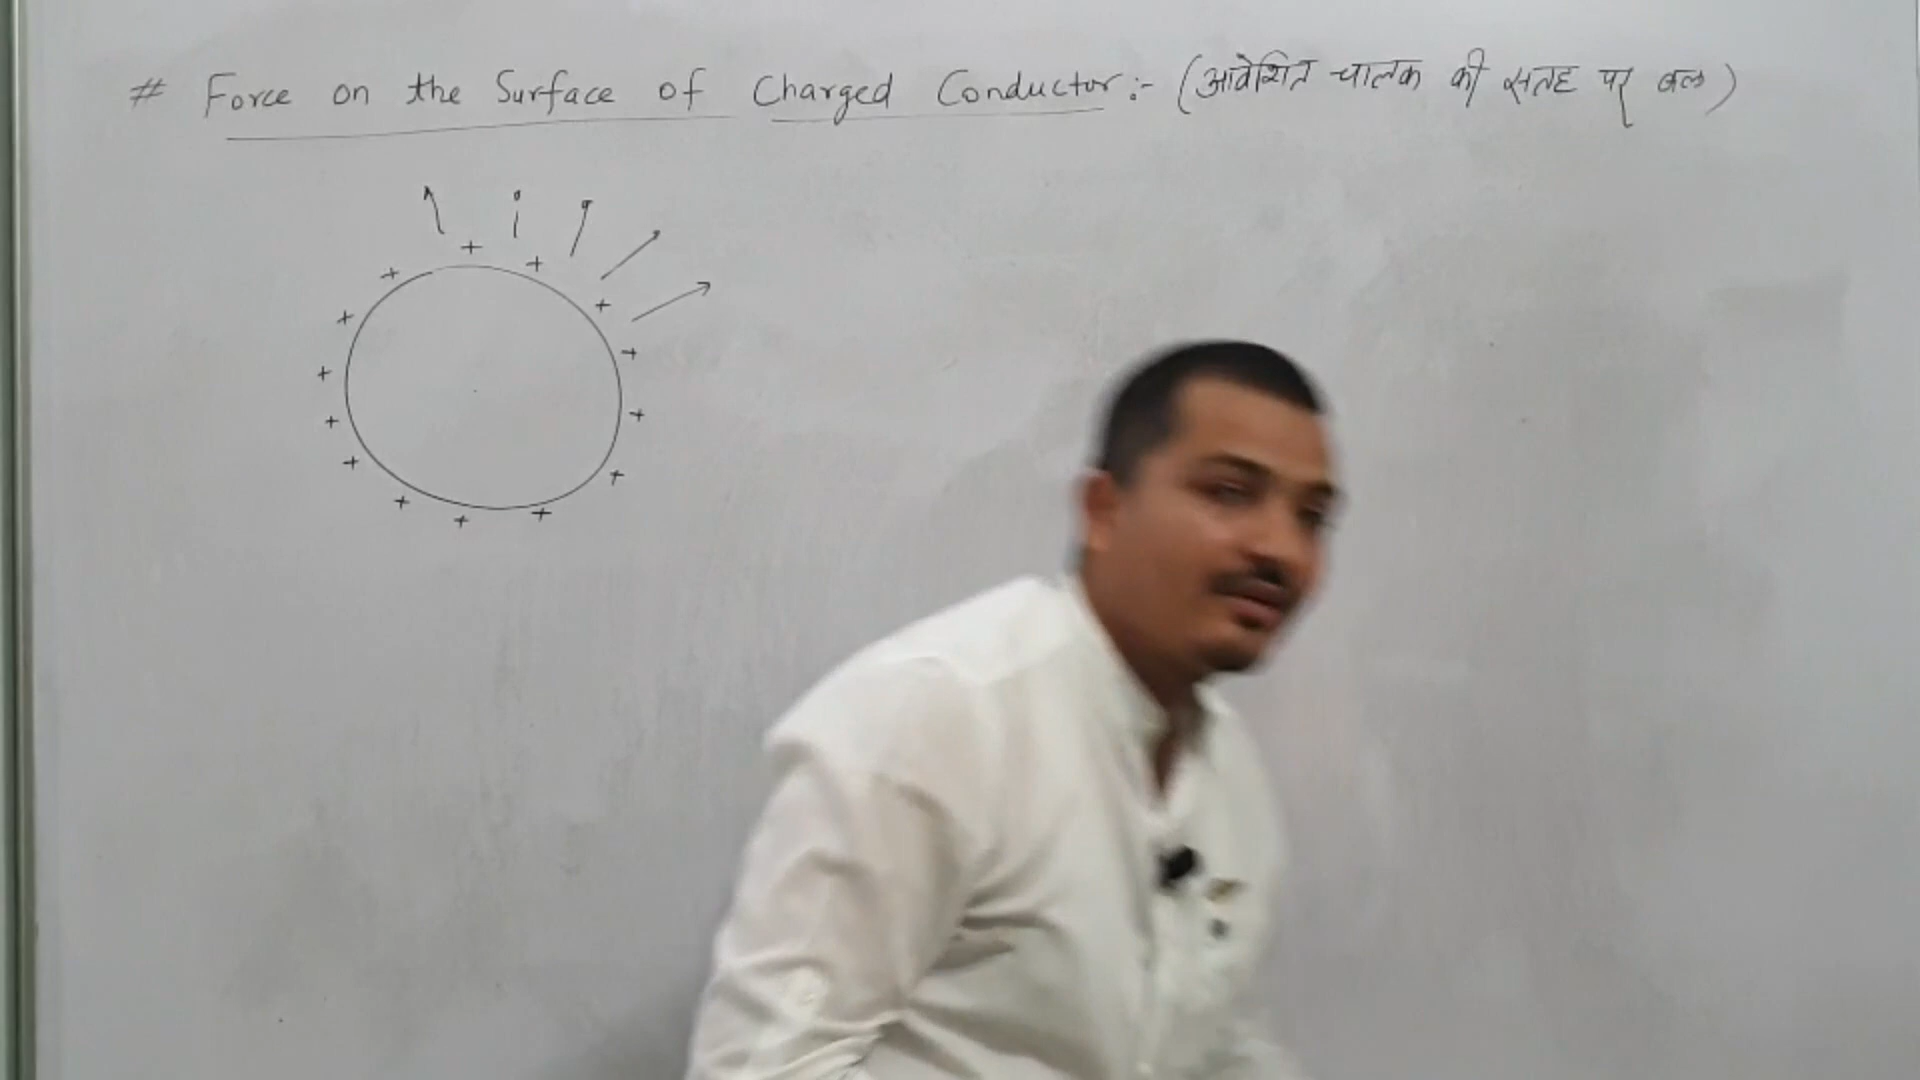 # Force on the Surface of Charged Conductor :- (आवेशित चालक की सतह पर बल)
+ + + + + + + + + + + + + + +